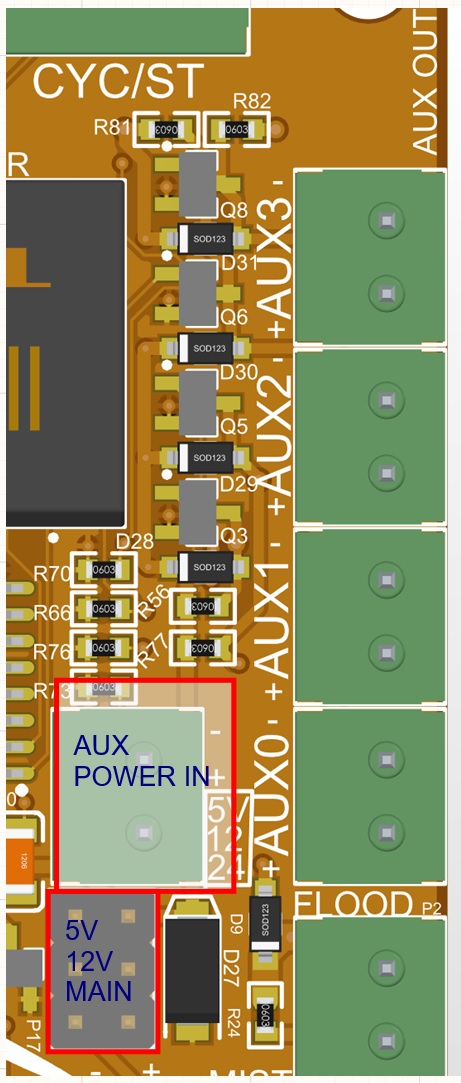 CYC/ST
AUX OUT
R82
R81
0603
0603
R
Q8
SOD123
D31
- AUX3 +
Q6
SOD123
D30
- AUX2 +
Q5
SOD123
D29
Q3
- AUX1 +
D28
SOD123
R70
0603
R56
R66
0603
0603
R76
0603
R77
0603
R73
0603
- AUX0 +
AUX
POWER IN
-
+
5V
12
24
0
1206
FLOOD
P2
5V
12V
MAIN
D9
SOD123
D27
R24
0603
P17
- +